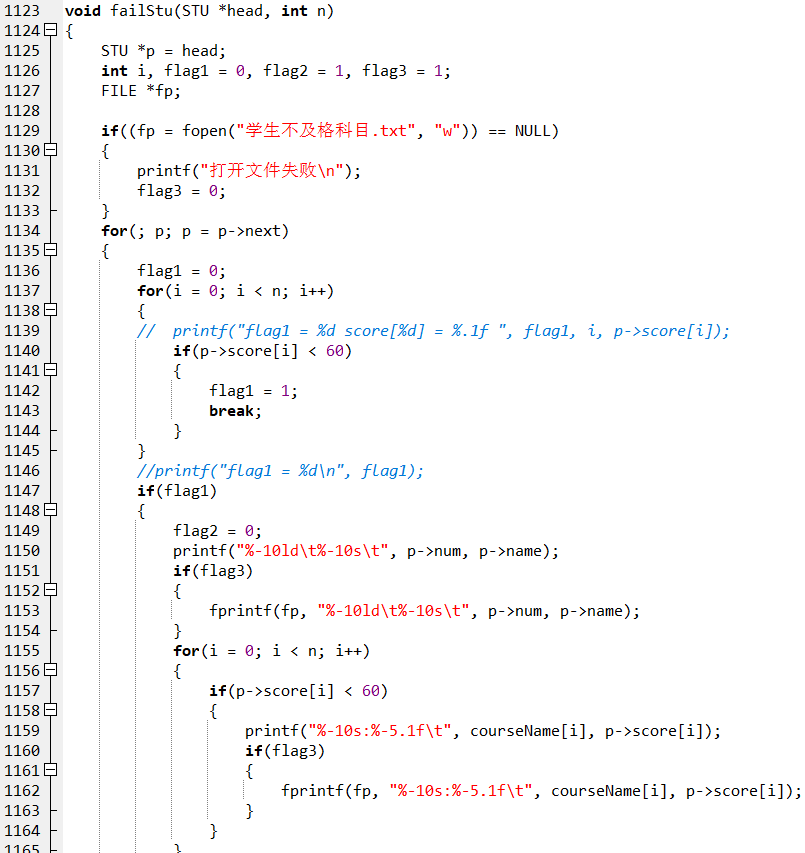 1123 void failStu(STU *head, int n)
1124 {
1125     STU *p = head;
1126     int i, flag1 = 0, flag2 = 1, flag3 = 1;
1127     FILE *fp;
1128
1129     if((fp = fopen("学生不及格科目.txt", "w")) == NULL)
1130     {
1131         printf("打开文件失败\n");
1132         flag3 = 0;
1133     }
1134     for(; p; p = p->next)
1135     {
1136         flag1 = 0;
1137         for(i = 0; i < n; i++)
1138         {
1139         //  printf("flag1 = %d score[%d] = %.1f ", flag1, i, p->score[i]);
1140             if(p->score[i] < 60)
1141             {
1142                 flag1 = 1;
1143                 break;
1144             }
1145         }
1146         //printf("flag1 = %d\n", flag1);
1147         if(flag1)
1148         {
1149             flag2 = 0;
1150             printf("%-10ld\t%-10s\t", p->num, p->name);
1151             if(flag3)
1152             {
1153                 fprintf(fp, "%-10ld\t%-10s\t", p->num, p->name);
1154             }
1155             for(i = 0; i < n; i++)
1156             {
1157                 if(p->score[i] < 60)
1158                 {
1159                     printf("%-10s:%-5.1f\t", courseName[i], p->score[i]);
1160                     if(flag3)
1161                     {
1162                         fprintf(fp, "%-10s:%-5.1f\t", courseName[i], p->score[i]);
1163                     }
1164                 }
1165             }